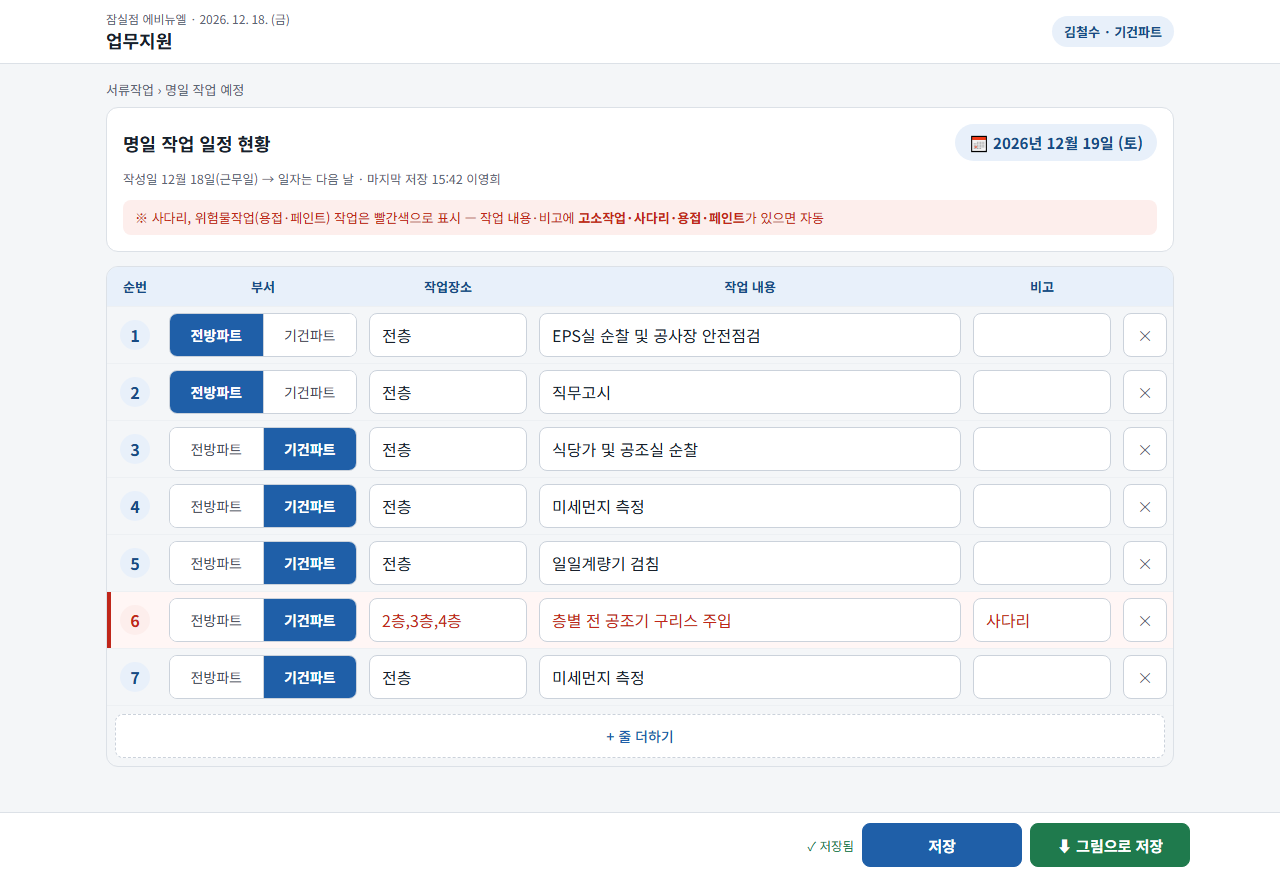 잠실점 에비뉴엘 · 2026. 12. 18. (금)
업무지원
김철수 · 기건파트
서류작업 › 명일 작업 예정
명일 작업 일정 현황
2026년 12월 19일 (토)
작성일 12월 18일(근무일) → 일자는 다음 날 · 마지막 저장 15:42 이영희
※ 사다리, 위험물작업(용접·페인트) 작업은 빨간색으로 표시 — 작업 내용·비고에 고소작업·사다리·용접·페인트가 있으면 자동
순번 부서 작업장소 작업 내용 비고
1 전방파트 기건파트 전층 EPS실 순찰 및 공사장 안전점검 ×
2 전방파트 기건파트 전층 직무고시 ×
3 전방파트 기건파트 전층 식당가 및 공조실 순찰 ×
4 전방파트 기건파트 전층 미세먼지 측정 ×
5 전방파트 기건파트 전층 일일계량기 검침 ×
6 전방파트 기건파트 2층,3층,4층 층별 전 공조기 구리스 주입 사다리 ×
7 전방파트 기건파트 전층 미세먼지 측정 ×
+ 줄 더하기
✓ 저장됨 저장 ⬇ 그림으로 저장